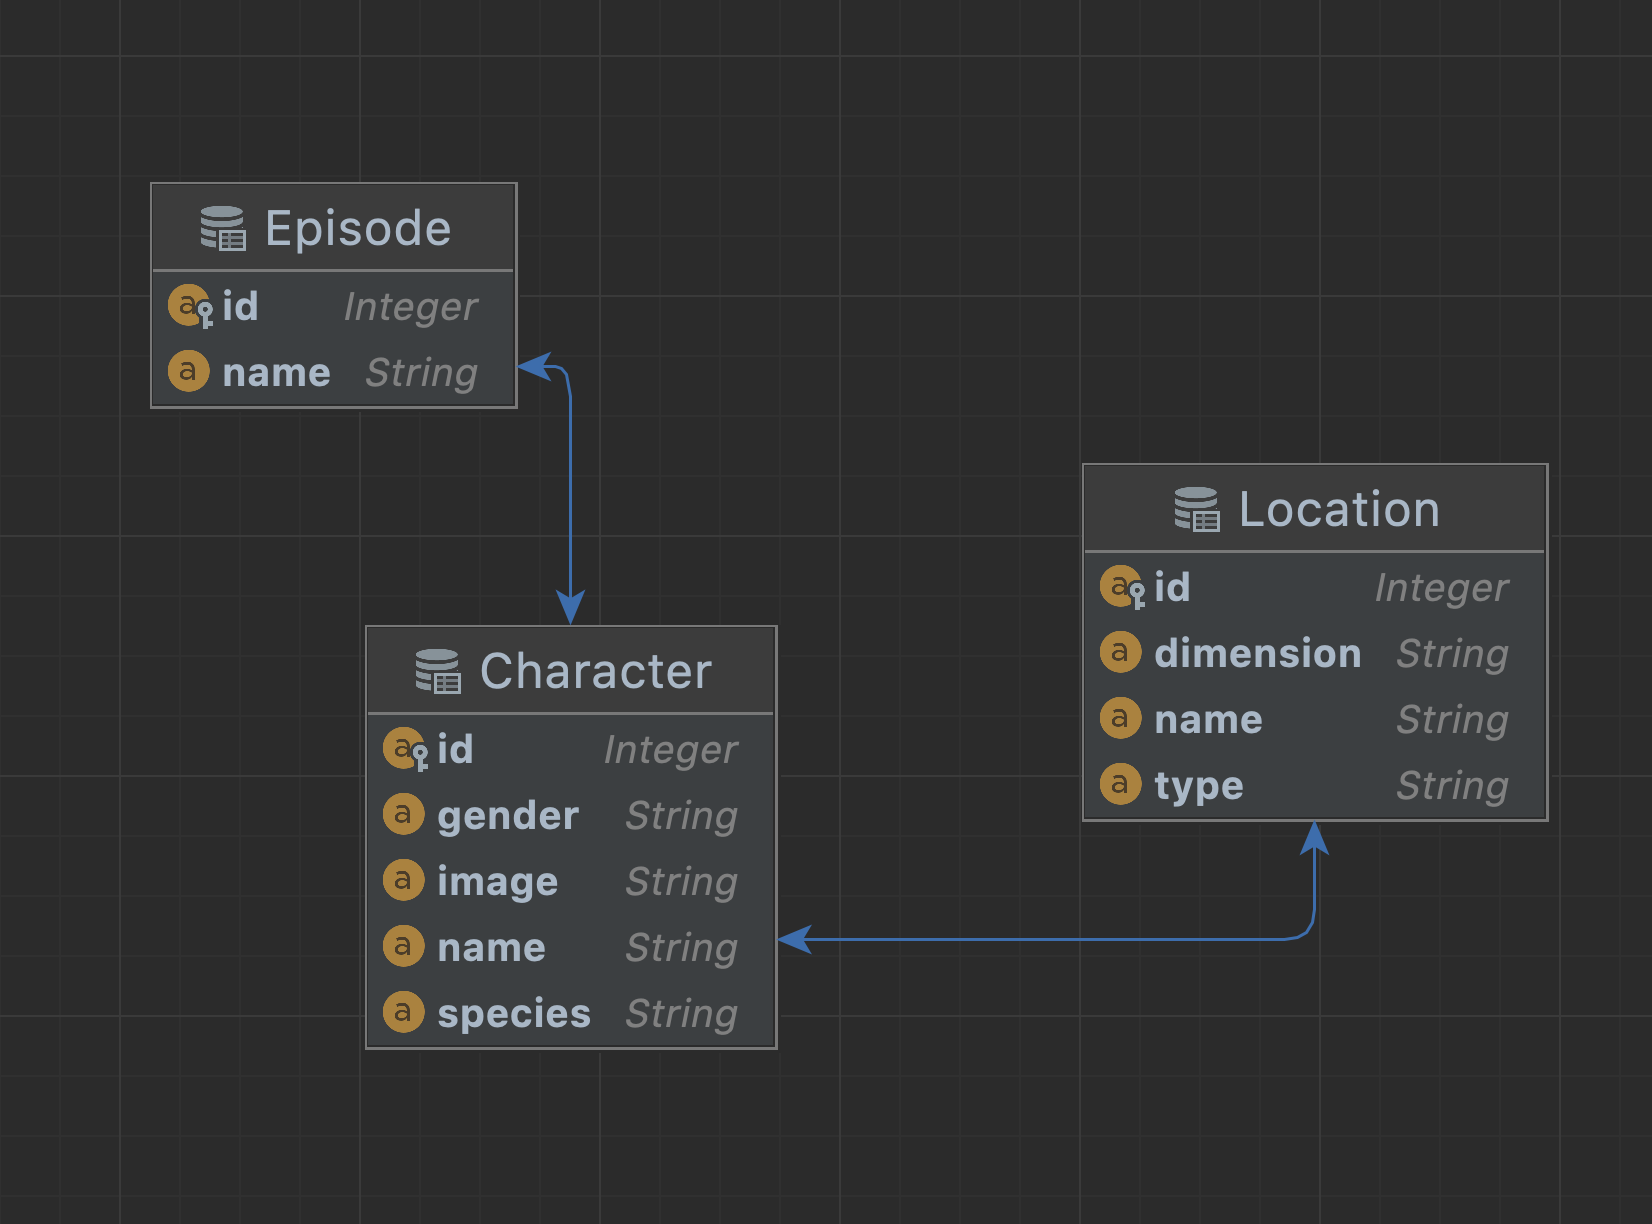 Episode
id Integer
name String
Location
id Integer
dimension String
name String
type String
Character
id Integer
gender String
image String
name String
species String